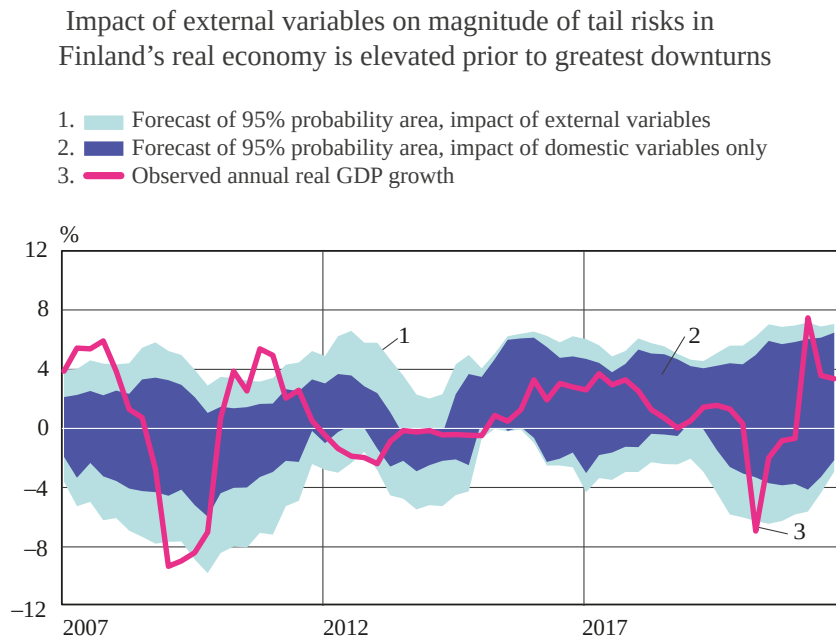 Impact of external variables on magnitude of tail risks in
Finland’s real economy is elevated prior to greatest downturns
1. Forecast of 95% probability area, impact of external variables
2. Forecast of 95% probability area, impact of domestic variables only
3. Observed annual real GDP growth
%
12
8
4
0
–4
–8
–12
1
2
3
2007 2012 2017